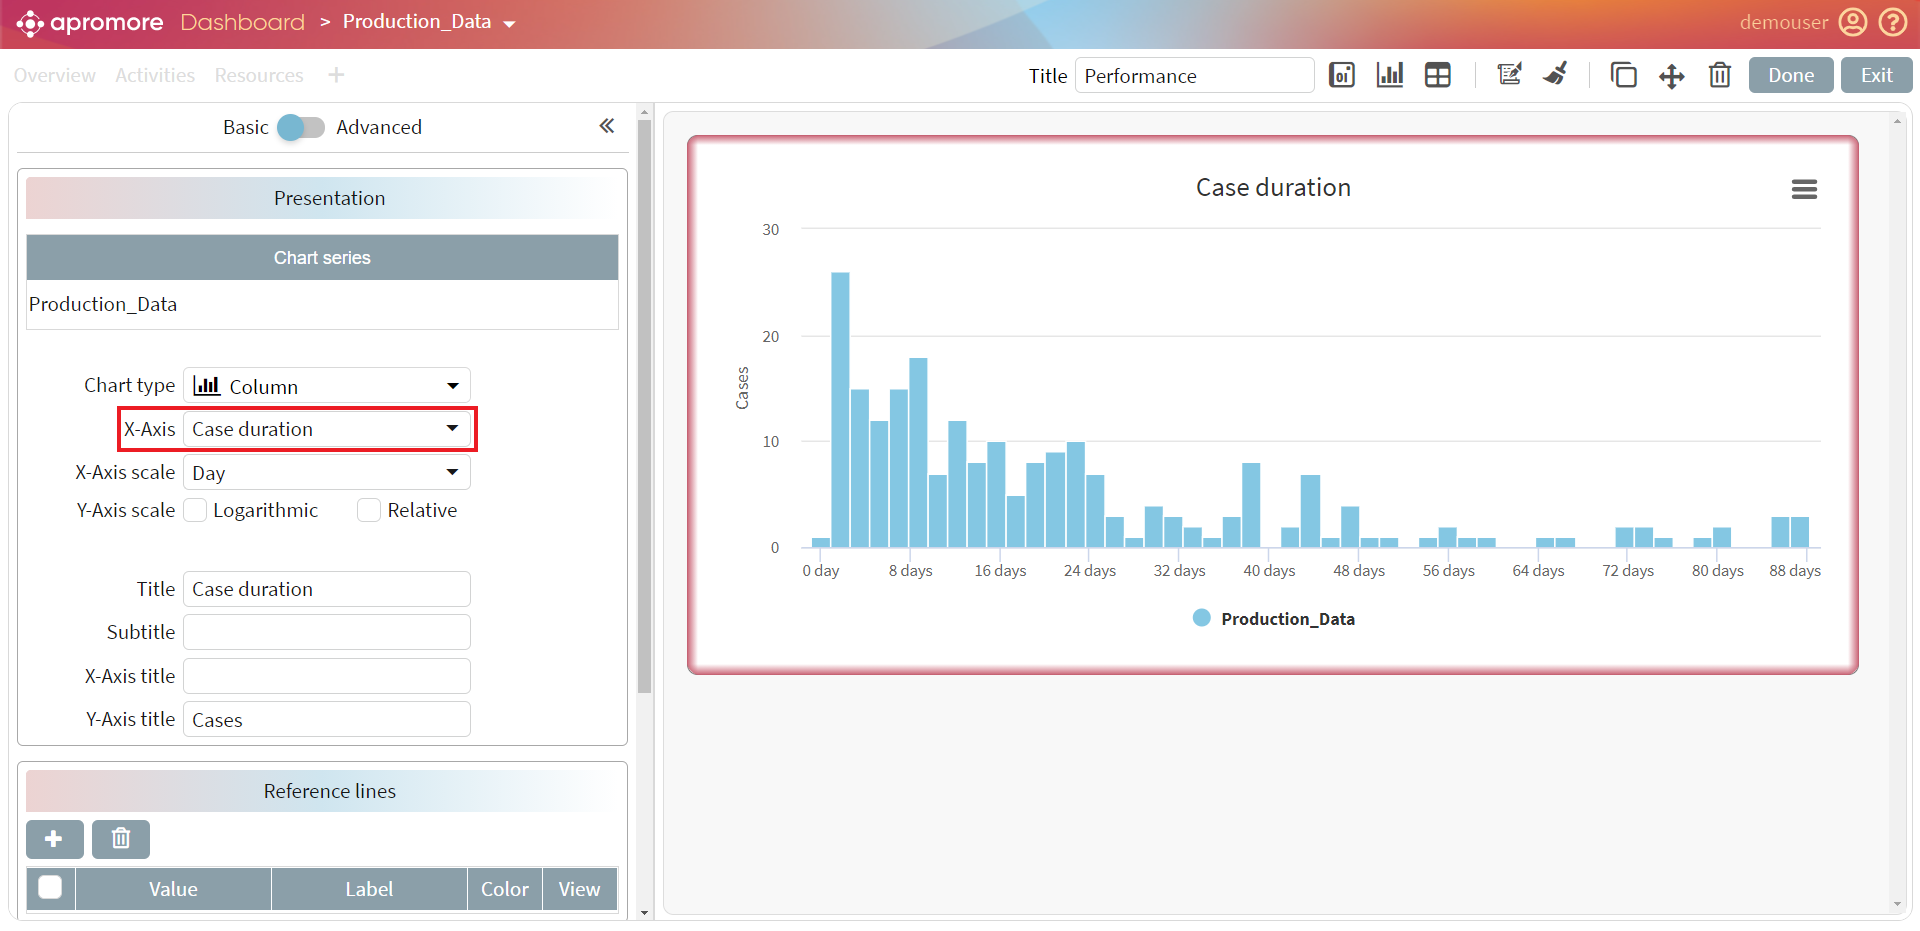 apromore Dashboard > Production_Data demouser
Overview Activities Resources + Title Performance Done Exit
Basic Advanced
Presentation
Chart series
Production_Data
Chart type Column
X-Axis Case duration
X-Axis scale Day
Y-Axis scale Logarithmic Relative
Title Case duration
Subtitle
X-Axis title
Y-Axis title Cases
Reference lines
Value Label Color View
Case duration
30
20
10
0
Cases
0 day 8 days 16 days 24 days 32 days 40 days 48 days 56 days 64 days 72 days 80 days 88 days
Production_Data